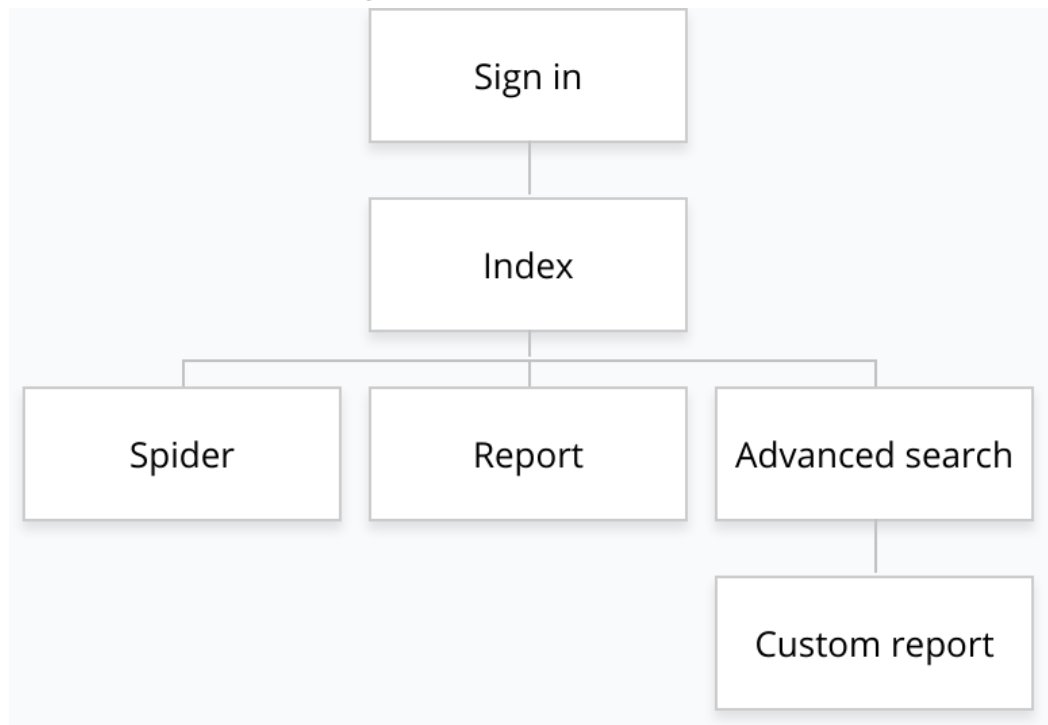 Sign in
Index
Spider
Report
Advanced search
Custom report